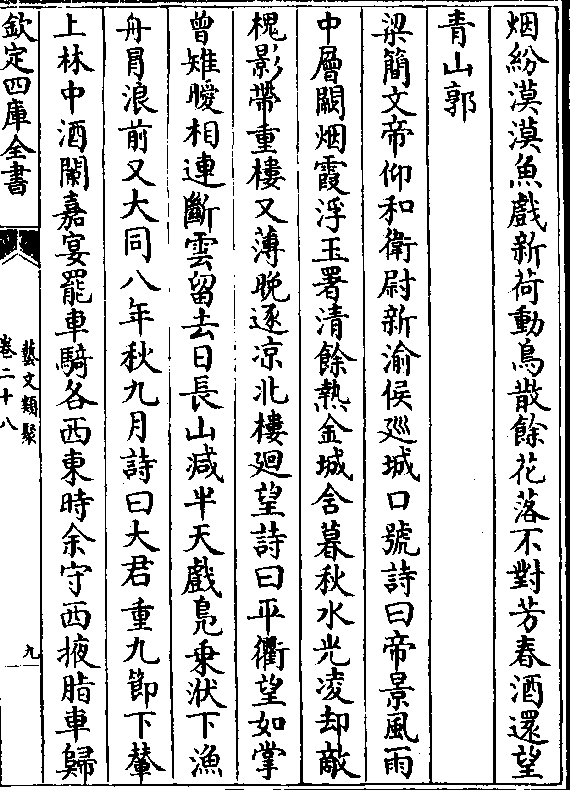 烟紛漠漠魚戲新荷動鳥散餘花落不對芳春酒還望
青山郭
梁簡文帝仰和衛尉新渝侯廵城口號詩曰帝景風雨
中層闕烟霞浮玉署清餘熱金城含暮秋水光凌却敵
槐影帶重樓又薄晚逐凉北樓廻望詩曰平衢望如掌
曾雉曖相連斷雲留去日長山減半天戲鳧乗洑下漁
舟冐浪前又大同八年秋九月詩曰大君重九節下輦
上林中酒闌嘉宴罷車騎各西東時余守西掖脂車歸
欽定四庫全書
藝文類聚
卷二十八
九